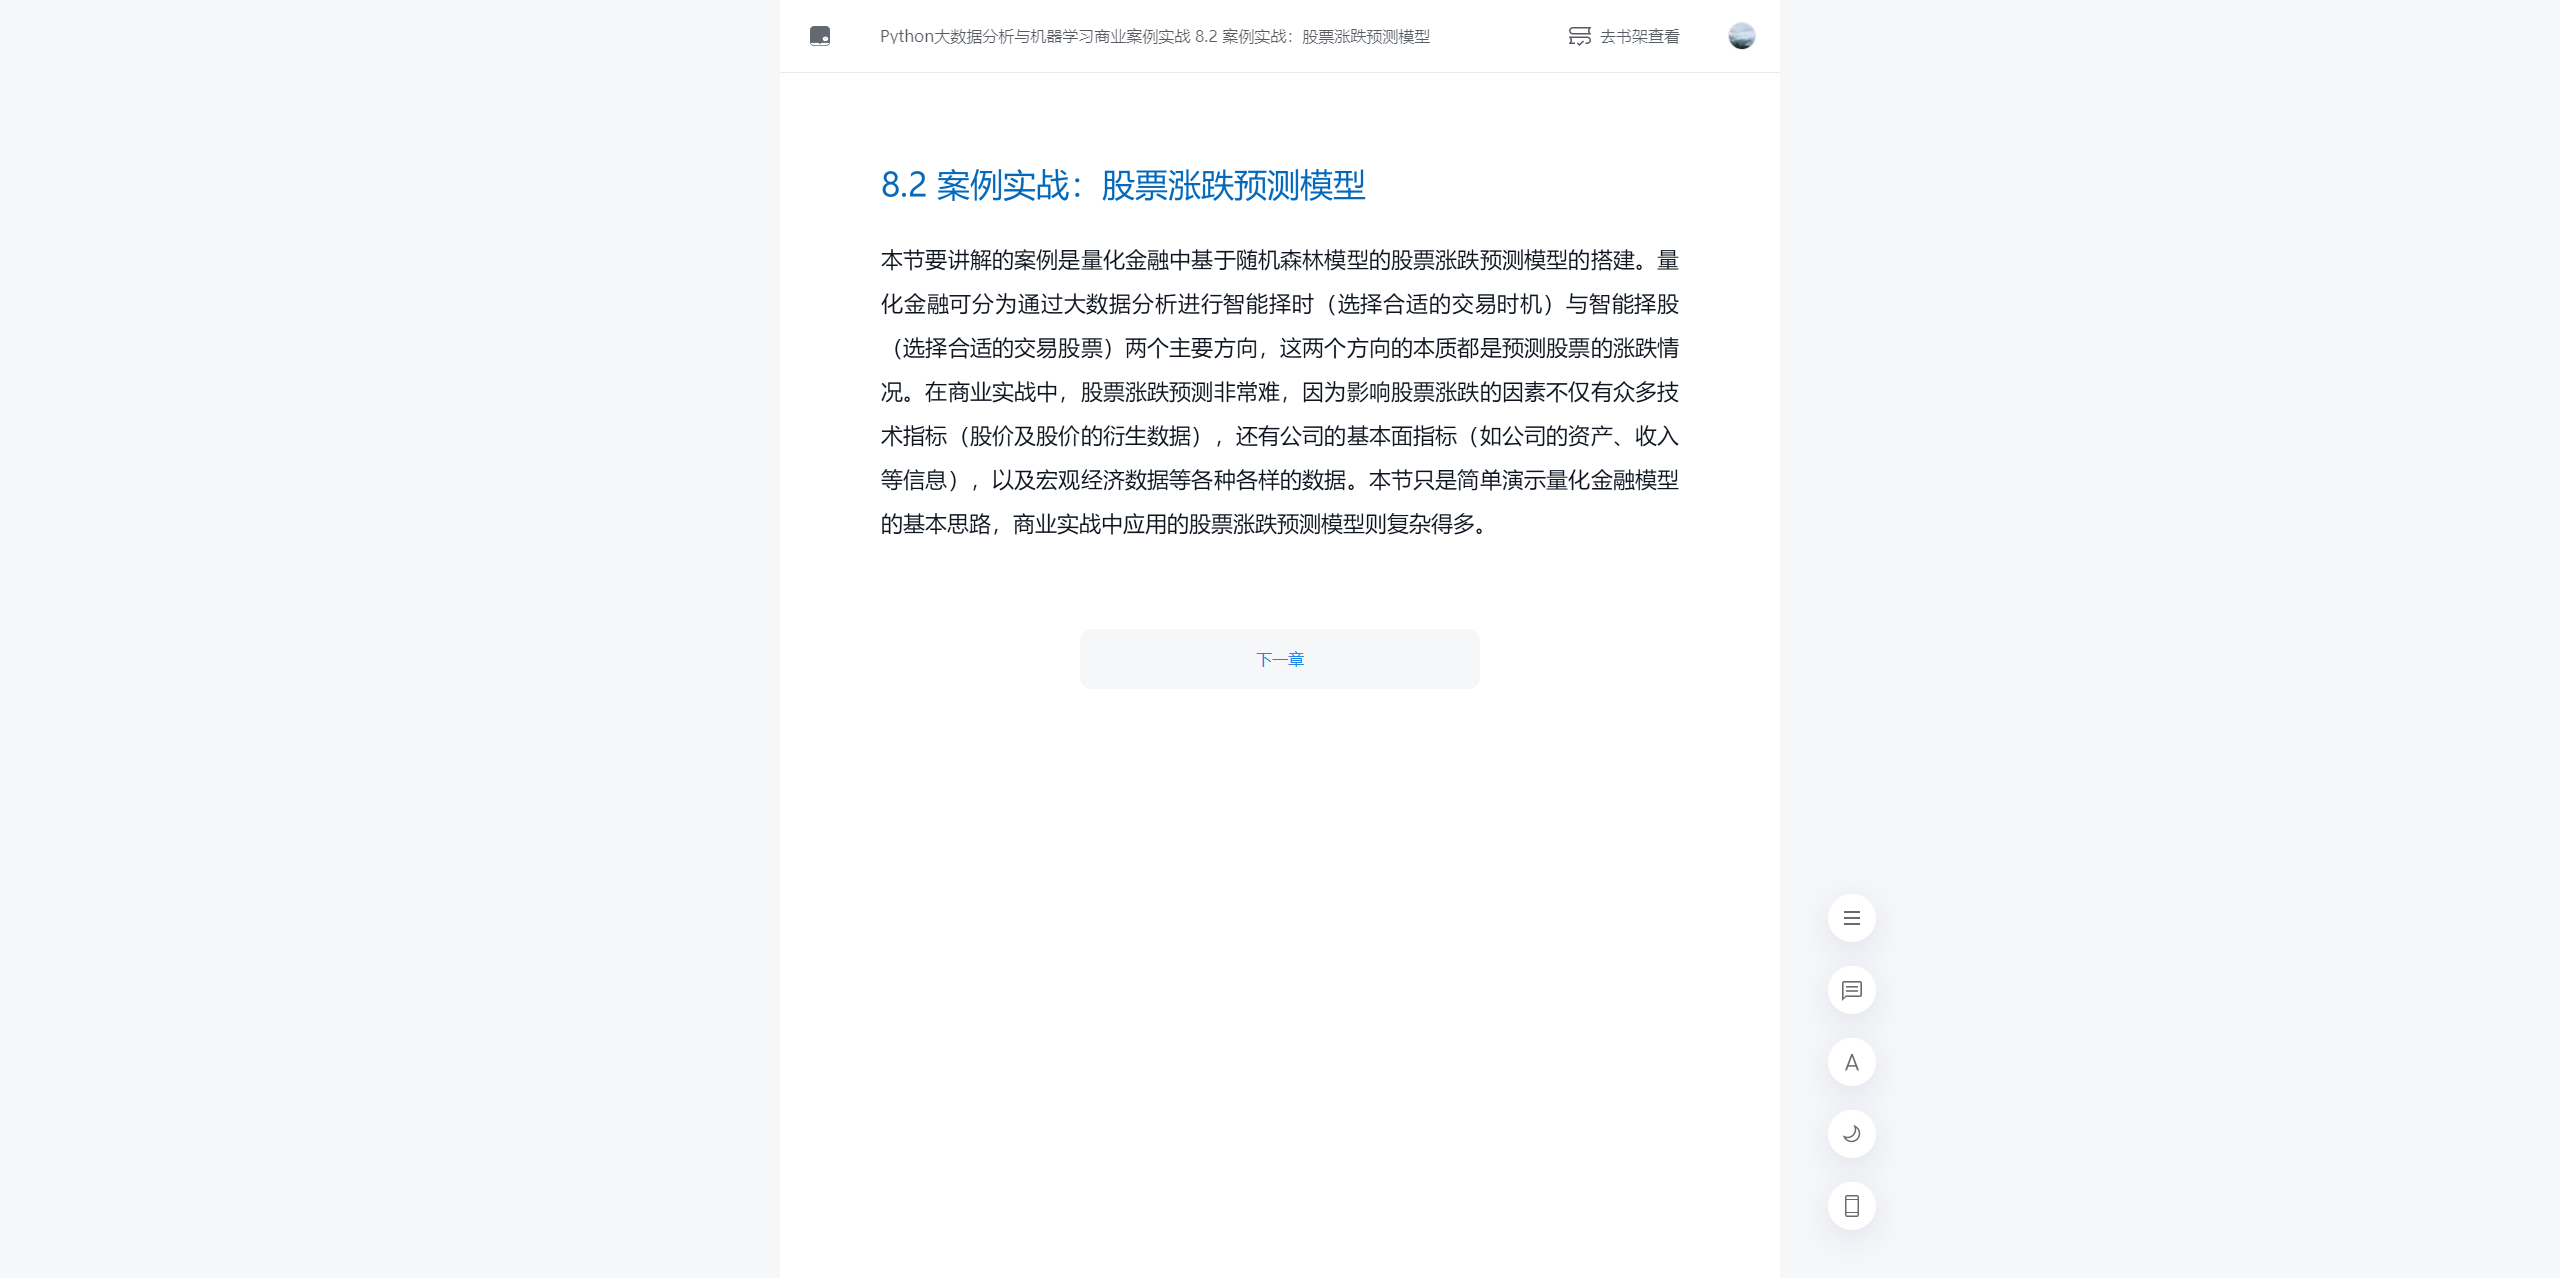 Python大数据分析与机器学习商业案例实战 8.2 案例实战：股票涨跌预测模型
去书架查看
8.2 案例实战：股票涨跌预测模型
本节要讲解的案例是量化金融中基于随机森林模型的股票涨跌预测模型的搭建。量
化金融可分为通过大数据分析进行智能择时（选择合适的交易时机）与智能择股
（选择合适的交易股票）两个主要方向，这两个方向的本质都是预测股票的涨跌情
况。在商业实战中，股票涨跌预测非常难，因为影响股票涨跌的因素不仅有众多技
术指标（股价及股价的衍生数据），还有公司的基本面指标（如公司的资产、收入
等信息），以及宏观经济数据等各种各样的数据。本节只是简单演示量化金融模型
的基本思路，商业实战中应用的股票涨跌预测模型则复杂得多。
下一章
A